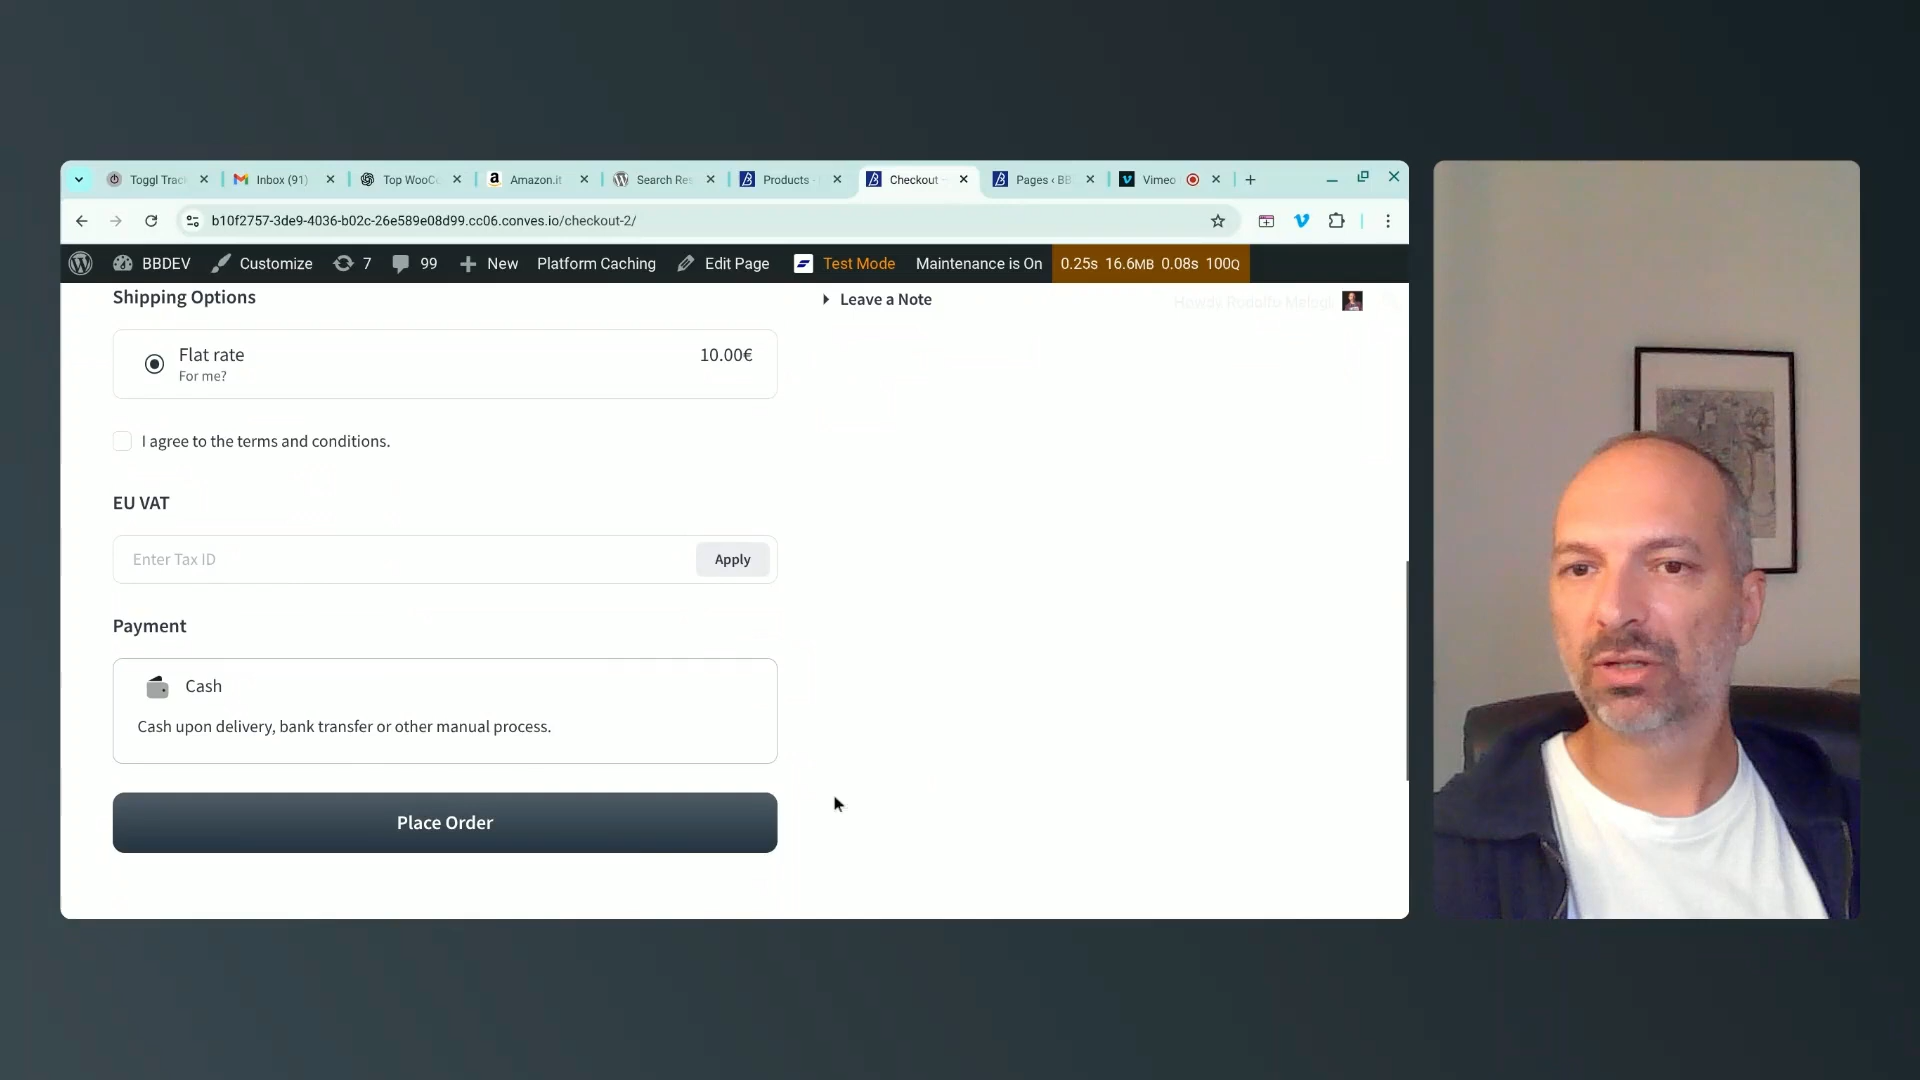 Toggl Trac
Inbox (91)
Top WooCo
Amazon.it
Search Res
Products -
Checkout
Pages ‹ BB
Vimeo
b10f2757-3de9-4036-b02c-26e589e08d99.cc06.conves.io/checkout-2/
BBDEV
Customize
7
99
New
Platform Caching
Edit Page
Test Mode
Maintenance is On
0.25s 16.6MB 0.08s 100Q
Shipping Options
Leave a Note
Flat rate
10.00€
For me?
I agree to the terms and conditions.
EU VAT
Enter Tax ID
Apply
Payment
Cash
Cash upon delivery, bank transfer or other manual process.
Place Order